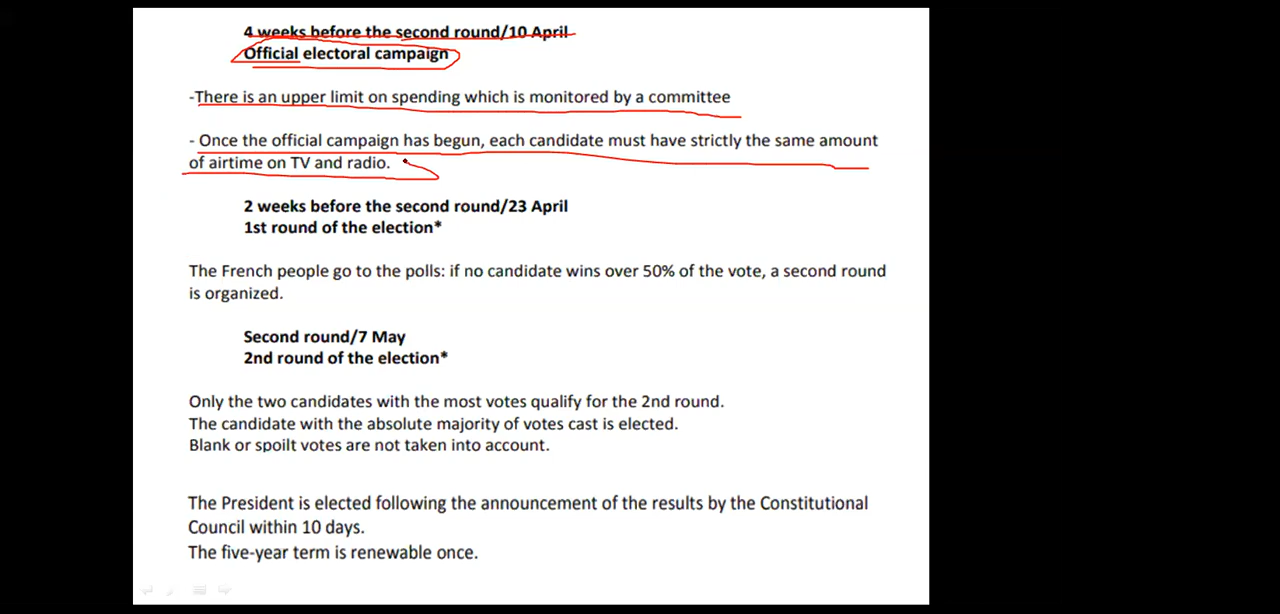 4 weeks before the second round/10 April
Official electoral campaign
-There is an upper limit on spending which is monitored by a committee
- Once the official campaign has begun, each candidate must have strictly the same amount
of airtime on TV and radio.
2 weeks before the second round/23 April
1st round of the election*
The French people go to the polls: if no candidate wins over 50% of the vote, a second round
is organized.
Second round/7 May
2nd round of the election*
Only the two candidates with the most votes qualify for the 2nd round.
The candidate with the absolute majority of votes cast is elected.
Blank or spoilt votes are not taken into account.
The President is elected following the announcement of the results by the Constitutional
Council within 10 days.
The five-year term is renewable once.